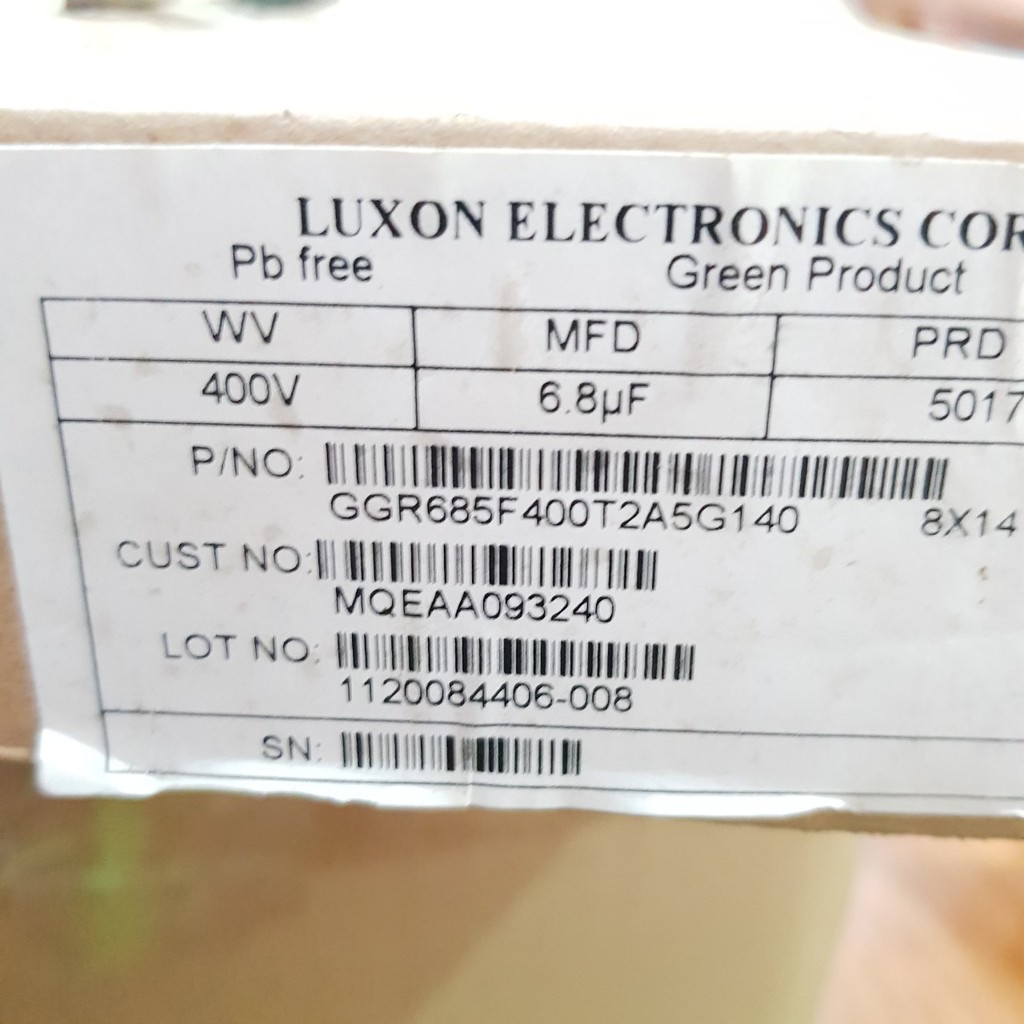 LUXON ELECTRONICS COR
Pb free Green Product
WV MFD PRD
400V 6.8µF 5017
P/NO:
GGR685F400T2A5G140 8X14
CUST NO:
MQEAA093240
LOT NO:
1120084406-008
SN: